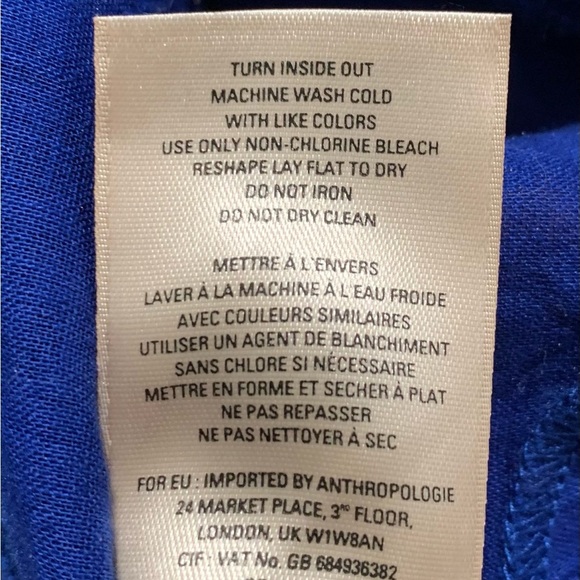 TURN INSIDE OUT
MACHINE WASH COLD
WITH LIKE COLORS
USE ONLY NON-CHLORINE BLEACH
RESHAPE LAY FLAT TO DRY
DO NOT IRON
DO NOT DRY CLEAN
METTRE À L'ENVERS
LAVER À LA MACHINE À L'EAU FROIDE
AVEC COULEURS SIMILAIRES
UTILISER UN AGENT DE BLANCHIMENT
SANS CHLORE SI NÉCESSAIRE
METTRE EN FORME ET SECHER À PLAT
NE PAS REPASSER
NE PAS NETTOYER À SEC
FOR EU : IMPORTED BY ANTHROPOLOGIE
24 MARKET PLACE, 3RD FLOOR,
LONDON, UK W1W8AN
CIF : VAT No. GB 684936382